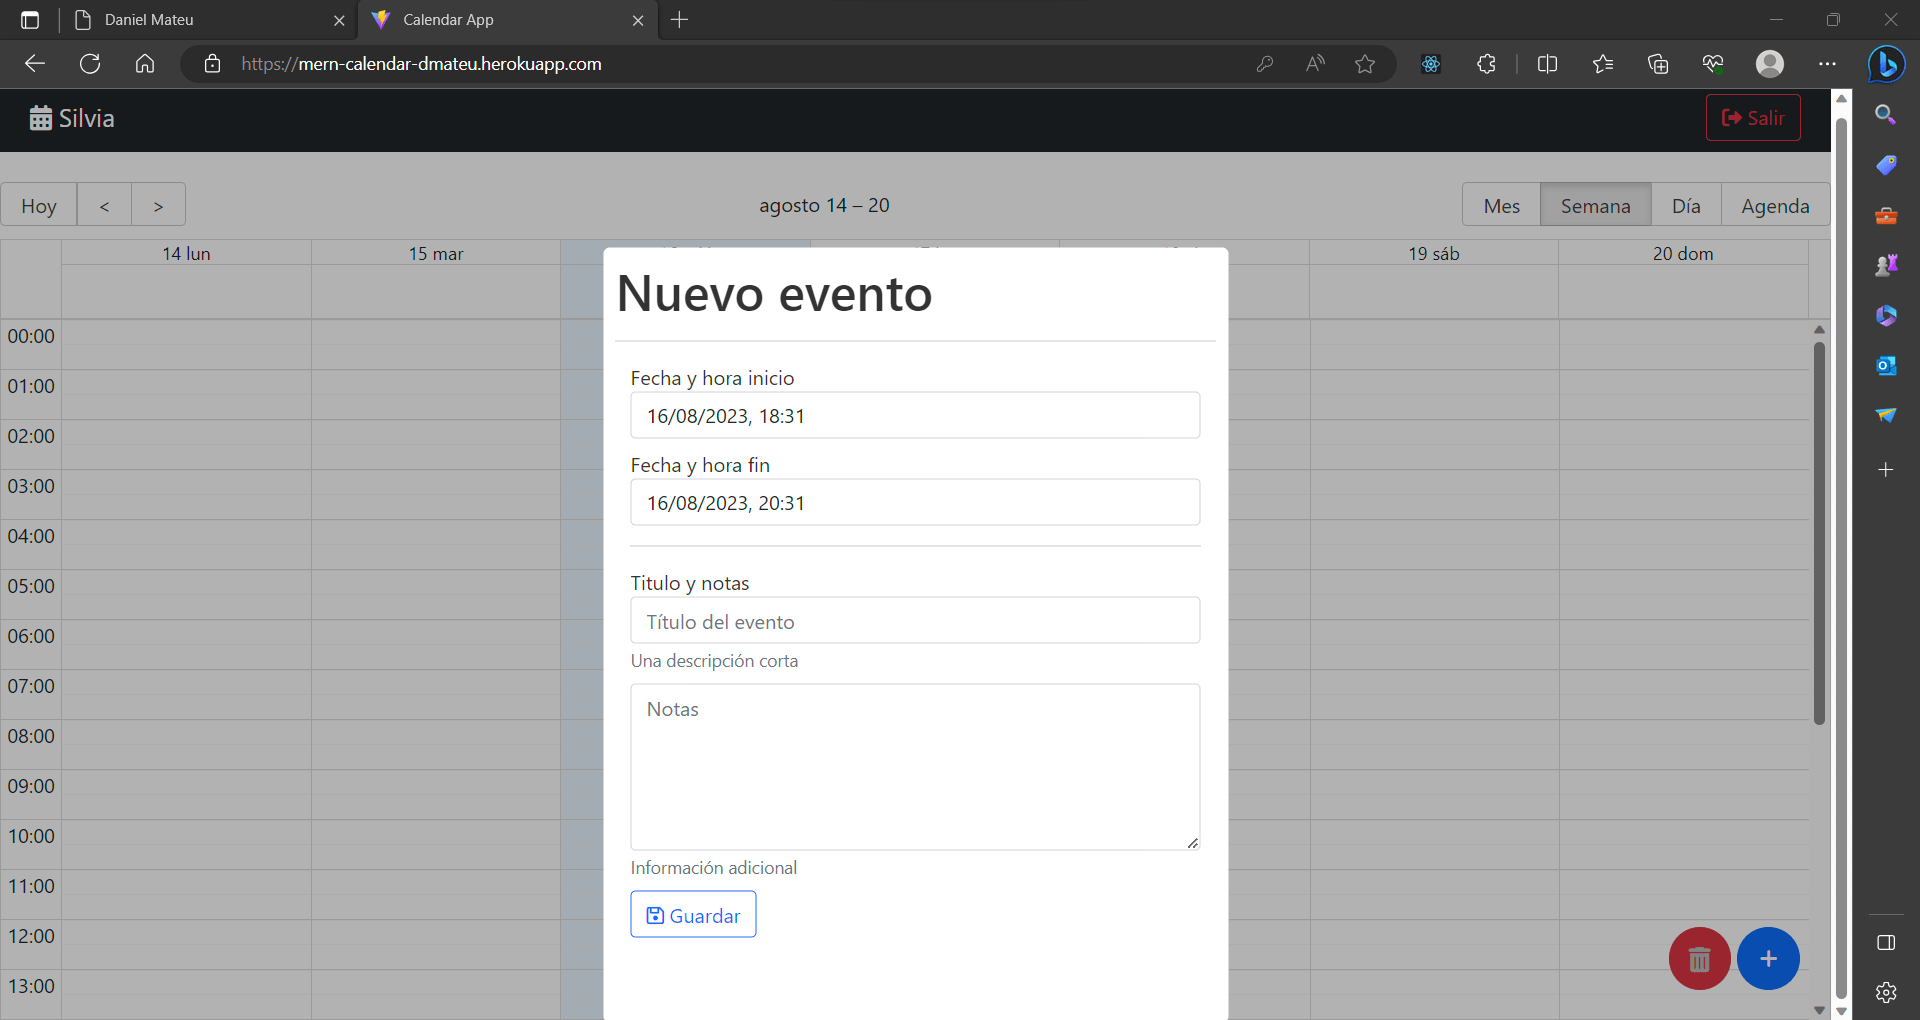 Daniel Mateu
Calendar App
https://mern-calendar-dmateu.herokuapp.com
Silvia
Salir
Hoy
<
>
agosto 14 – 20
Mes
Semana
Día
Agenda
14 lun
15 mar
19 sáb
20 dom
00:00
01:00
02:00
03:00
04:00
05:00
06:00
07:00
08:00
09:00
10:00
11:00
12:00
13:00
Nuevo evento
Fecha y hora inicio
16/08/2023, 18:31
Fecha y hora fin
16/08/2023, 20:31
Titulo y notas
Título del evento
Una descripción corta
Notas
Información adicional
Guardar